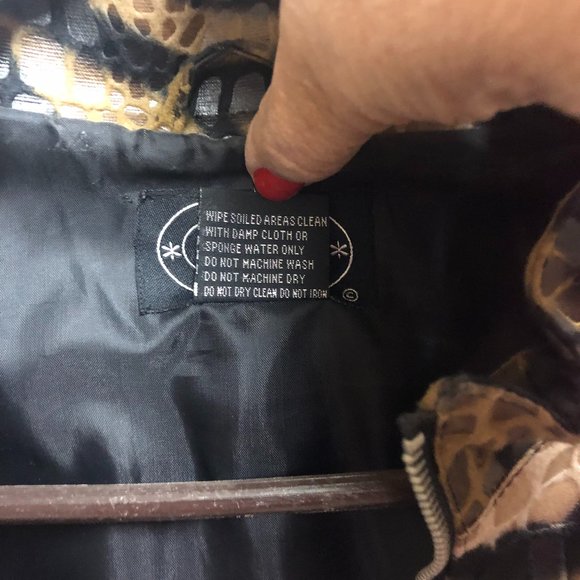 WIPE SOILED AREAS CLEAN
WITH DAMP CLOTH OR
SPONGE WATER ONLY
DO NOT MACHINE WASH
DO NOT MACHINE DRY
DO NOT DRY CLEAN DO NOT IRON
©